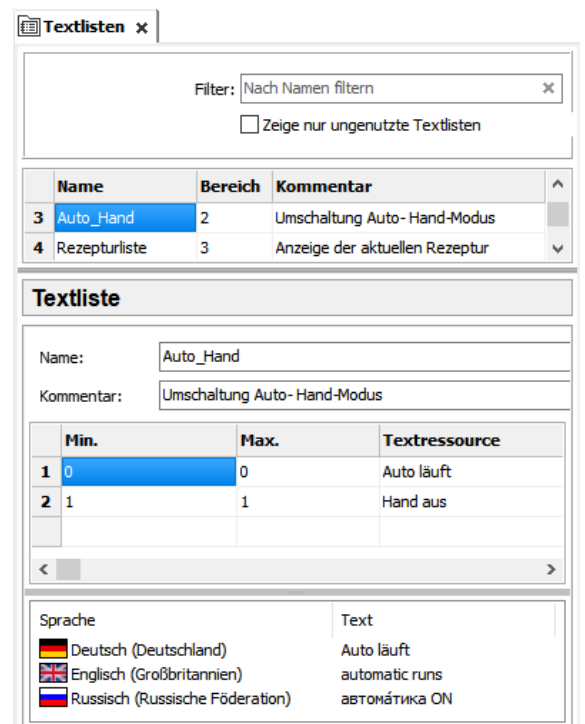 Textlisten x
Filter: Nach Namen filtern
Zeige nur ungenutzte Textlisten
Name Bereich Kommentar
3 Auto_Hand 2 Umschaltung Auto-Hand-Modus
4 Rezepturliste 3 Anzeige der aktuellen Rezeptur
Textliste
Name: Auto_Hand
Kommentar: Umschaltung Auto-Hand-Modus
Min. Max. Textressource
1 0 0 Auto läuft
2 1 1 Hand aus
Sprache Text
Deutsch (Deutschland) Auto läuft
Englisch (Großbritannien) automatic runs
Russisch (Russische Föderation) автома́тика ON